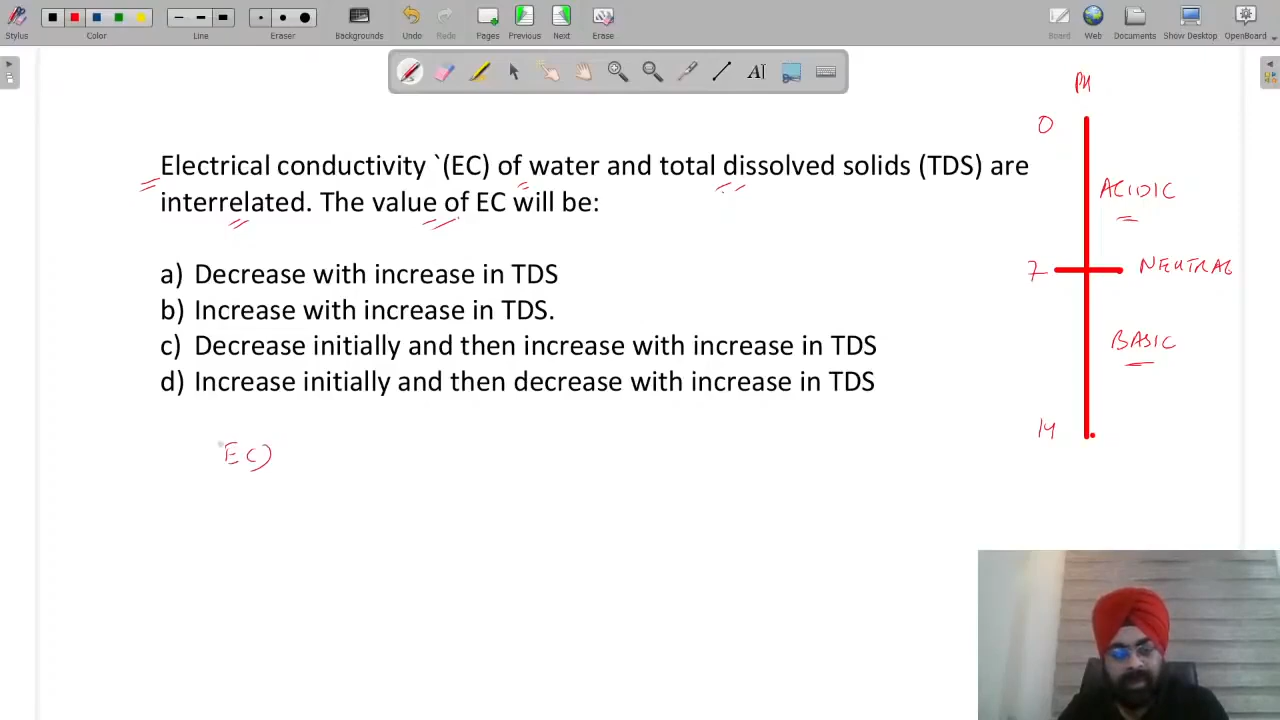 Stylus Color Line Eraser Backgrounds Undo Redo Pages Previous Next Erase Board Web Documents Show Desktop OpenBoard
Electrical conductivity `(EC) of water and total dissolved solids (TDS) are
interrelated. The value of EC will be:
a) Decrease with increase in TDS
b) Increase with increase in TDS.
c) Decrease initially and then increase with increase in TDS
d) Increase initially and then decrease with increase in TDS
EC)
PH
0
ACIDIC
7 NEUTRAL
BASIC
14